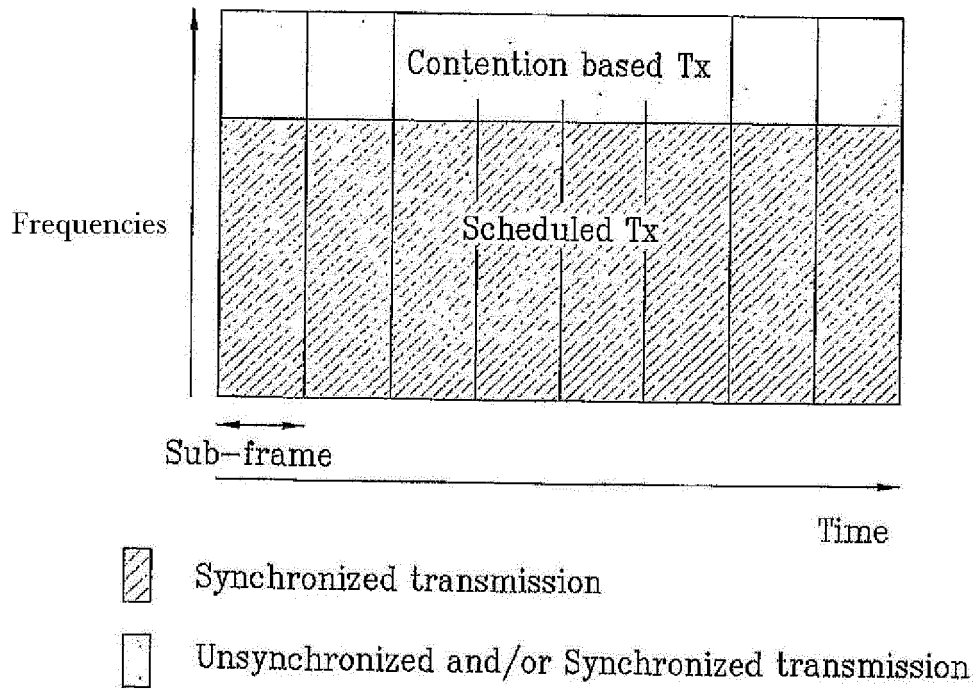 Contention based Tx
Frequencies
Scheduled Tx
Sub-frame
Time
Synchronized transmission
Unsynchronized and/or Synchronized transmission